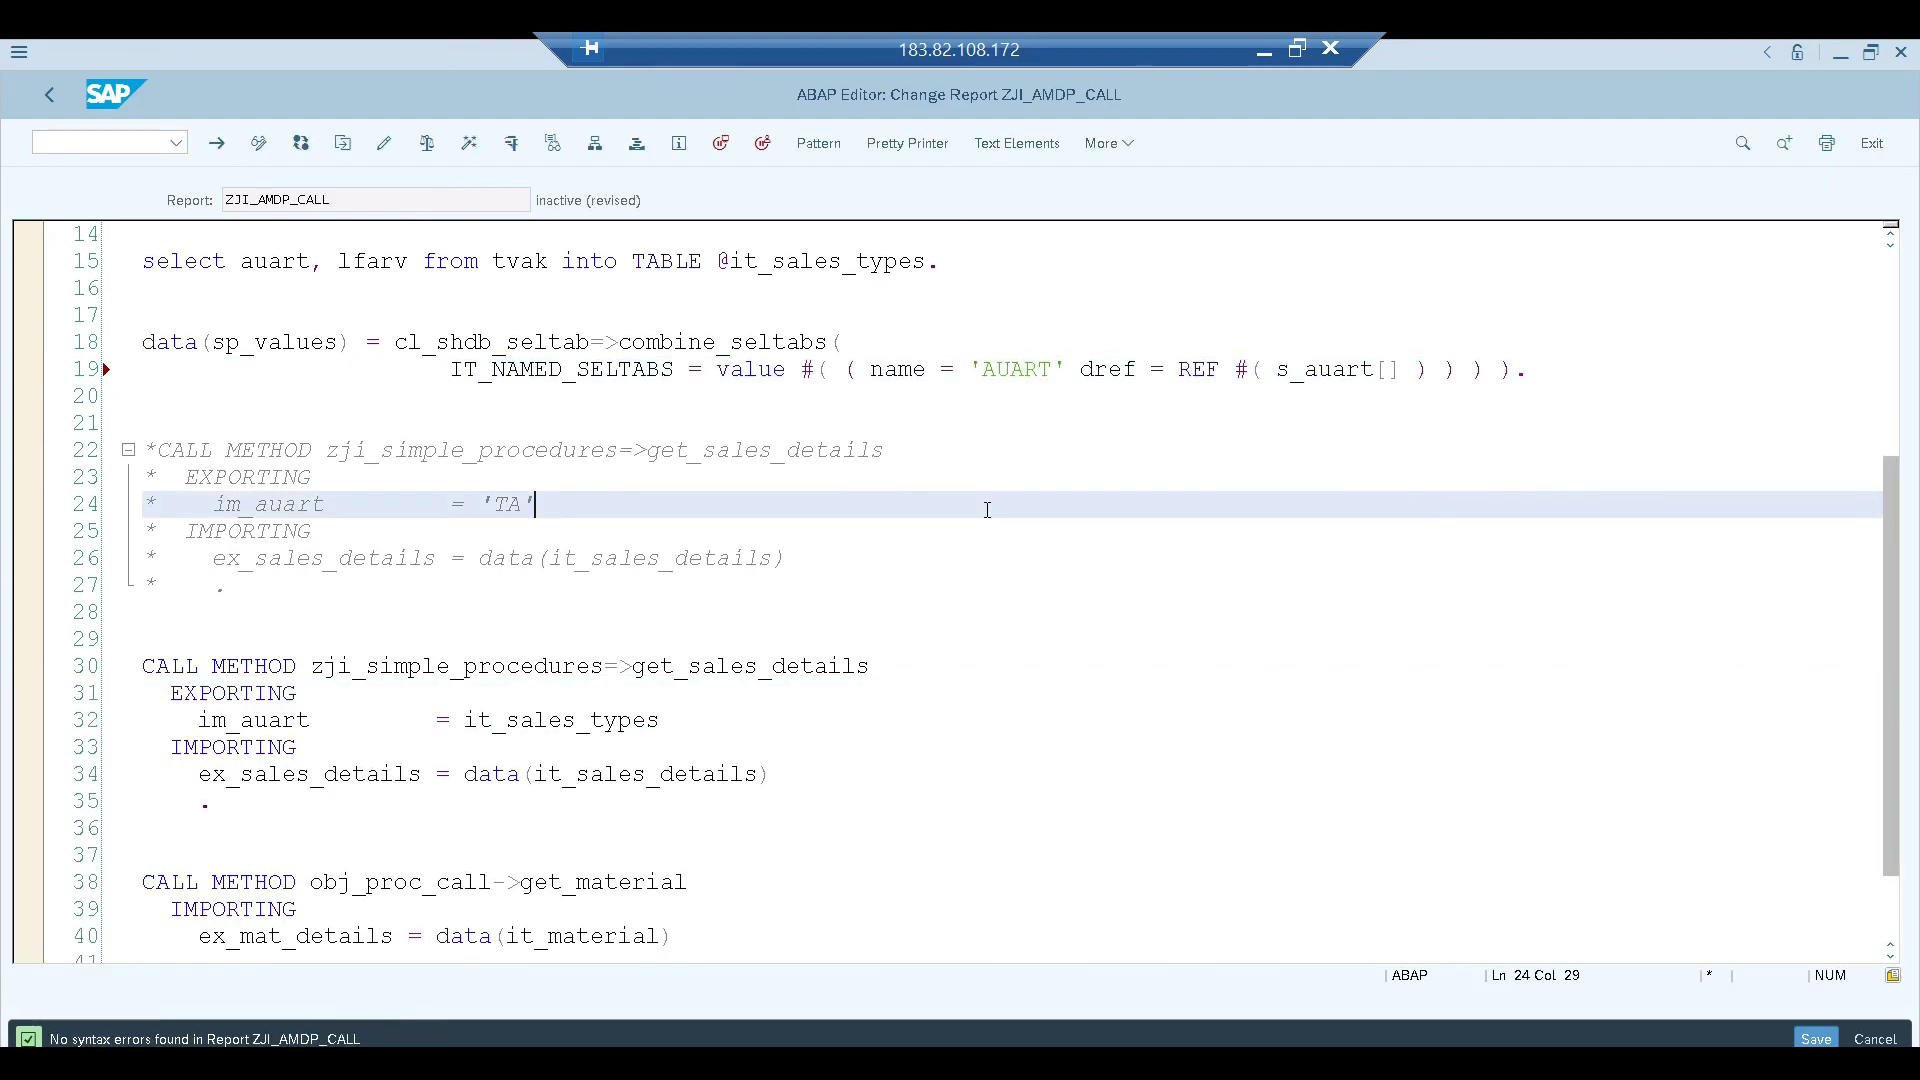 183.82.108.172
SAP
ABAP Editor: Change Report ZJI_AMDP_CALL
Pattern Pretty Printer Text Elements More Exit
Report: ZJI_AMDP_CALL inactive (revised)
14
15 select auart, lfarv from tvak into TABLE @it_sales_types.
16
17
18 data(sp_values) = cl_shdb_seltab=>combine_seltabs(
19 IT_NAMED_SELTABS = value #( ( name = 'AUART' dref = REF #( s_auart[] ) ) ) ).
20
21
22 *CALL METHOD zji_simple_procedures=>get_sales_details
23 * EXPORTING
24 * im_auart = 'TA'
25 * IMPORTING
26 * ex_sales_details = data(it_sales_details)
27 * .
28
29
30 CALL METHOD zji_simple_procedures=>get_sales_details
31 EXPORTING
32 im_auart = it_sales_types
33 IMPORTING
34 ex_sales_details = data(it_sales_details)
35 .
36
37
38 CALL METHOD obj_proc_call->get_material
39 IMPORTING
40 ex_mat_details = data(it_material)
41
ABAP Ln 24 Col 29 * NUM
No syntax errors found in Report ZJI_AMDP_CALL Save Cancel